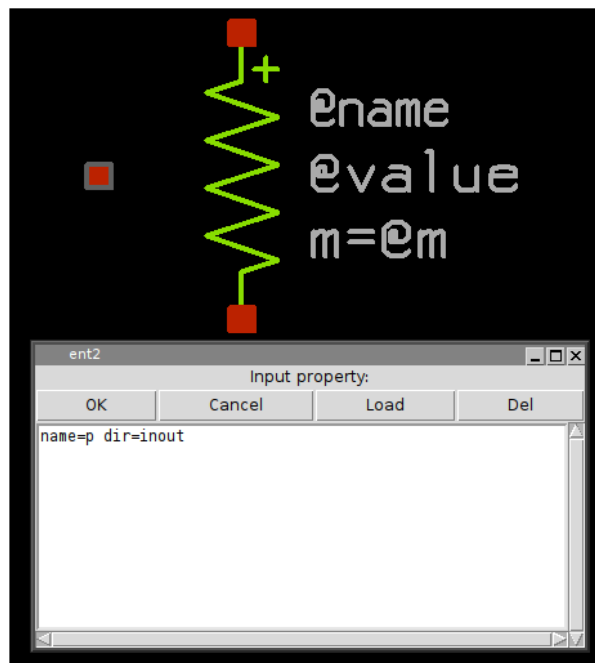 +
@name
@value
m=@m
ent2
Input property:
OK Cancel Load Del
name=p dir=inout